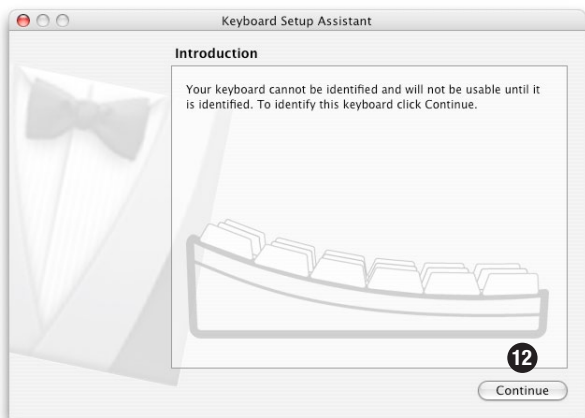 Keyboard Setup Assistant
Introduction
Your keyboard cannot be identified and will not be usable until it
is identified. To identify this keyboard click Continue.
12
Continue